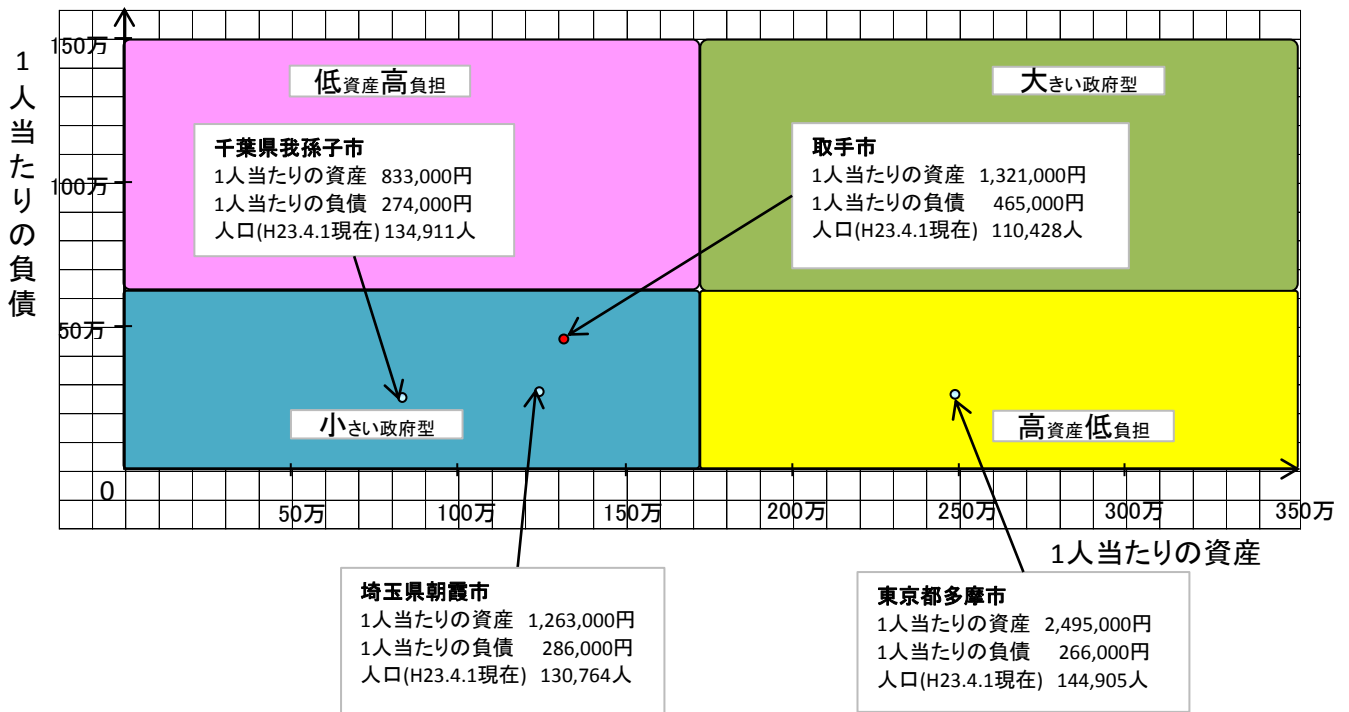 1人当たりの負債
150万
100万
50万
0
低資産高負担
大きい政府型
千葉県我孫子市
1人当たりの資産 833,000円
1人当たりの負債 274,000円
人口(H23.4.1現在) 134,911人
取手市
1人当たりの資産 1,321,000円
1人当たりの負債 465,000円
人口(H23.4.1現在) 110,428人
小さい政府型
高資産低負担
50万
100万
150万
200万
250万
300万
350万
1人当たりの資産
埼玉県朝霞市
1人当たりの資産 1,263,000円
1人当たりの負債 286,000円
人口(H23.4.1現在) 130,764人
東京都多摩市
1人当たりの資産 2,495,000円
1人当たりの負債 266,000円
人口(H23.4.1現在) 144,905人